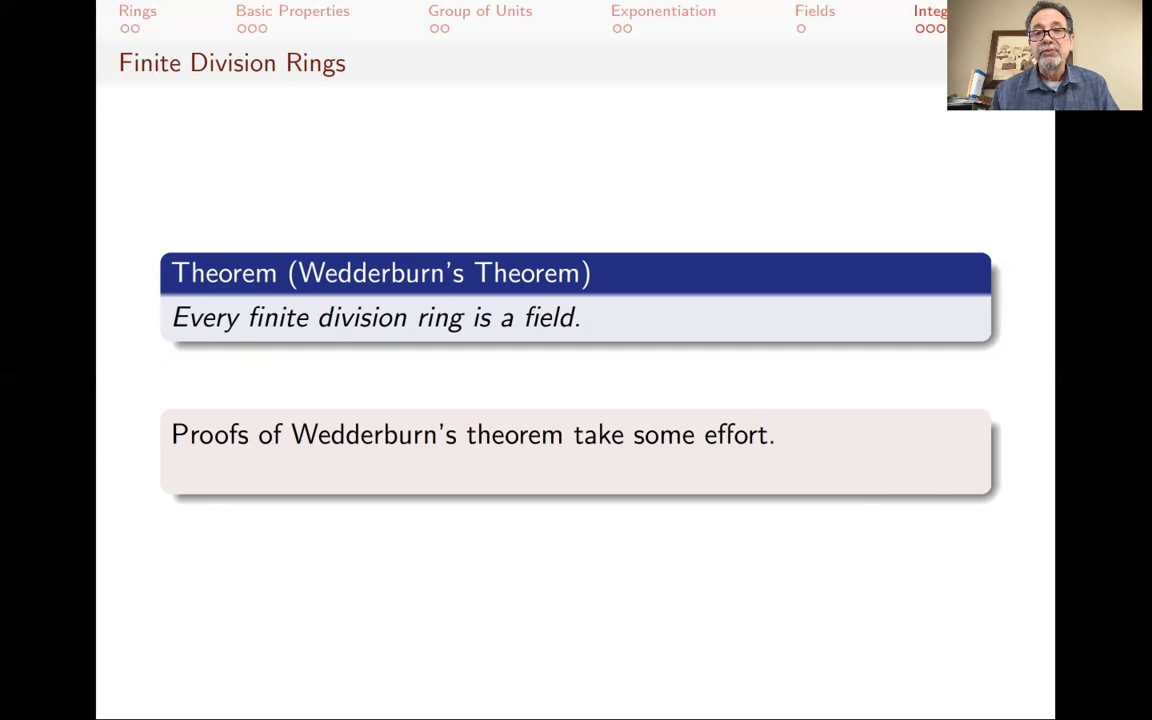 Rings
Basic Properties
Group of Units
Exponentiation
Fields
Finite Division Rings
Theorem (Wedderburn's Theorem)
Every finite division ring is a field.
Proofs of Wedderburn's theorem take some effort.